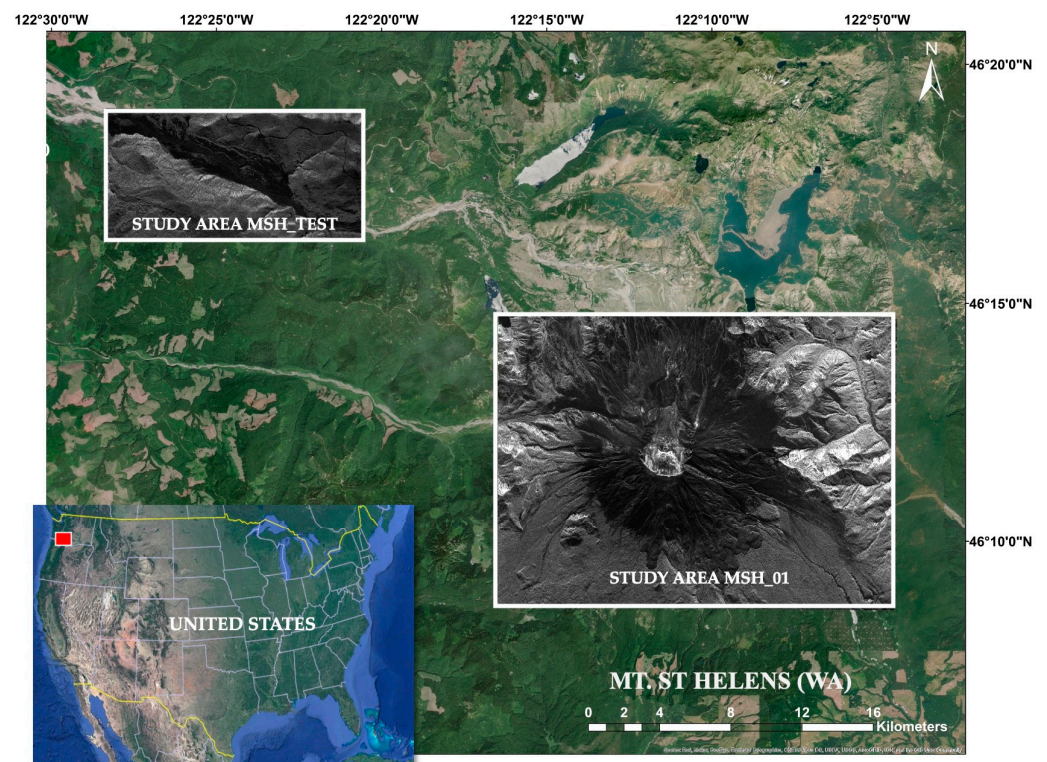 122°30'0"W 122°25'0"W 122°20'0"W 122°15'0"W 122°10'0"W 122°5'0"W
N
46°20'0"N
STUDY AREA MSH_TEST
46°15'0"N
46°10'0"N
STUDY AREA MSH_01
UNITED STATES
MT. ST HELENS (WA)
0 2 4 8 12 16
Kilometers